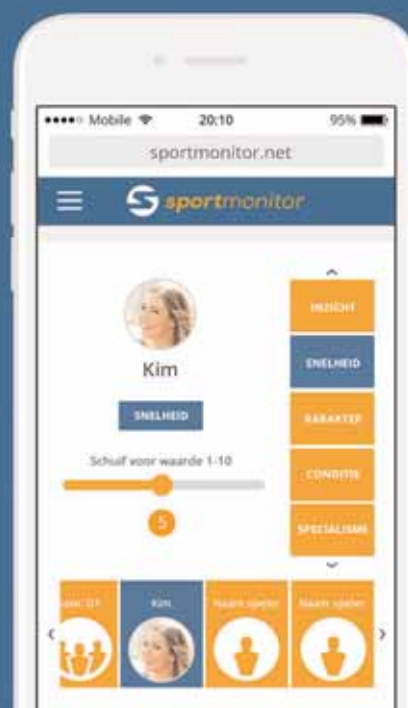 Mobile 20:10 95%
sportmonitor.net
sportmonitor
INZICHT
Kim
SNELHEID
SNELHEID
KARAKTER
Schuif voor waarde 1-10
CONDITIE
5
SPECIALISME
Kim
Naam speler
Naam speler